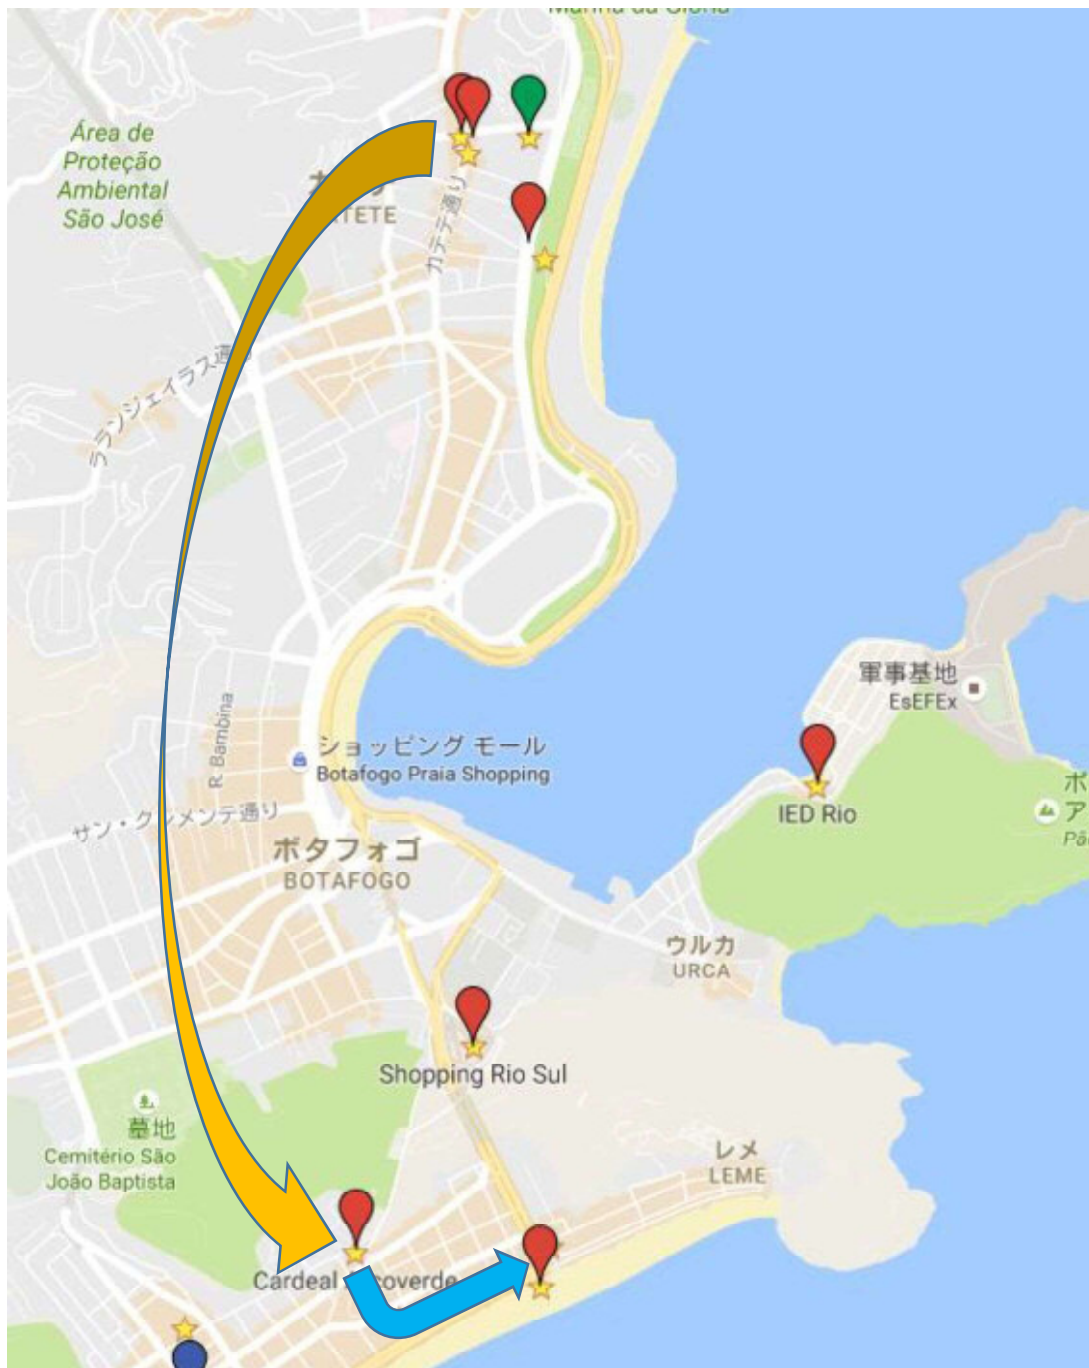 Área de
Proteção
Ambiental
São José
カテテ通り
ラランジェイラス通り
R. Bambina
ショッピング モール
Botafogo Praia Shopping
サン・クレメンテ通り
ボタフォゴ
BOTAFOGO
軍事基地
EsEFEx
IED Rio
ウルカ
URCA
Shopping Rio Sul
墓地
Cemitério São
João Baptista
レメ
LEME
Cardeal